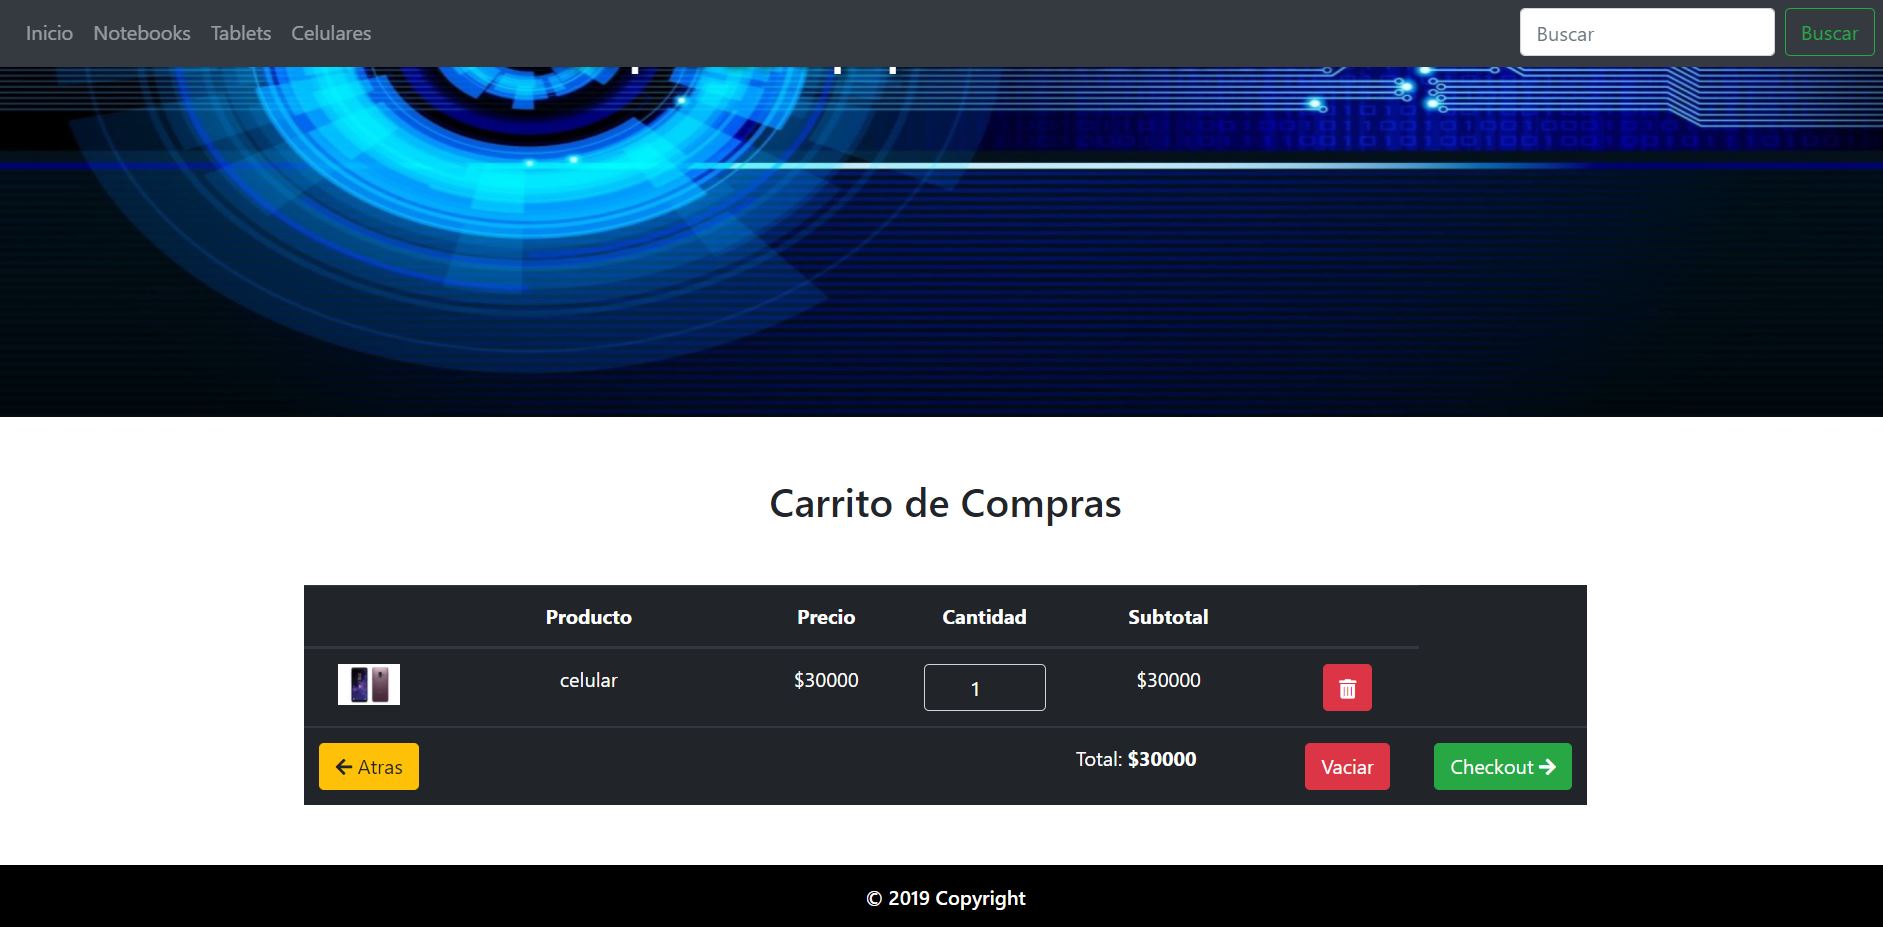 Inicio Notebooks Tablets Celulares Buscar Buscar
Carrito de Compras
Producto Precio Cantidad Subtotal
celular $30000 1 $30000
Atras Total: $30000 Vaciar Checkout
© 2019 Copyright